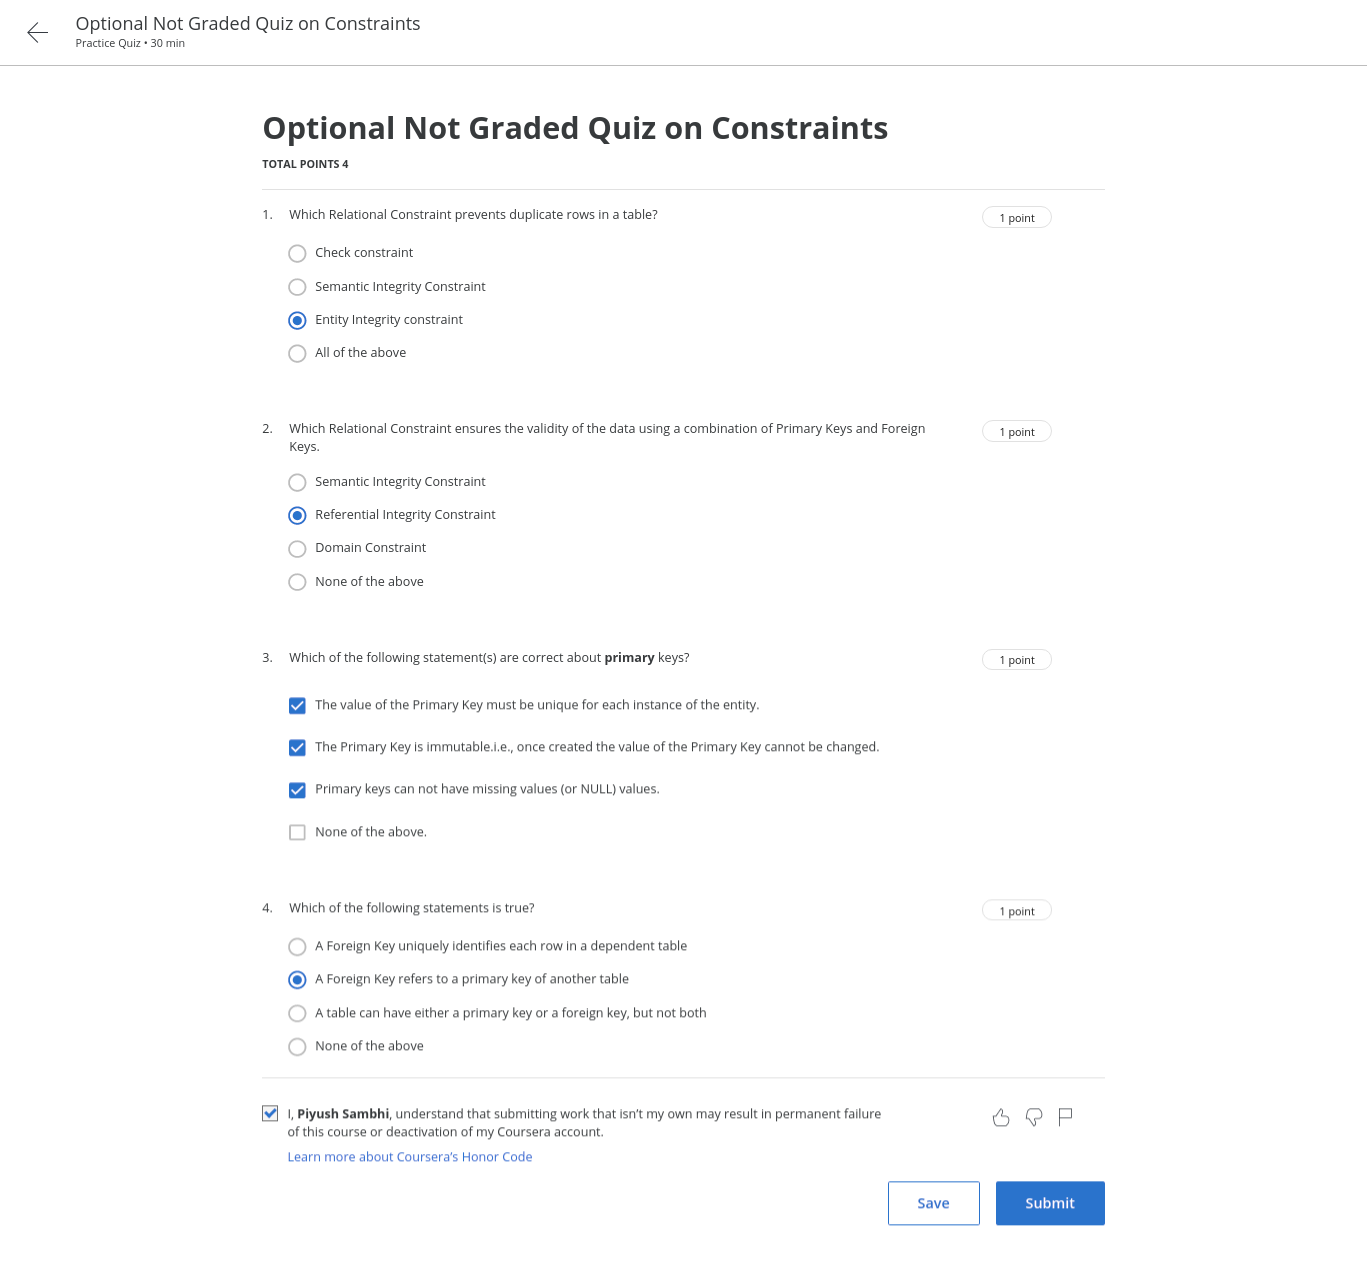 Optional Not Graded Quiz on Constraints
Practice Quiz • 30 min
Optional Not Graded Quiz on Constraints
TOTAL POINTS 4
1. Which Relational Constraint prevents duplicate rows in a table? 1 point
Check constraint
Semantic Integrity Constraint
Entity Integrity constraint
All of the above
2. Which Relational Constraint ensures the validity of the data using a combination of Primary Keys and Foreign 1 point
Keys.
Semantic Integrity Constraint
Referential Integrity Constraint
Domain Constraint
None of the above
3. Which of the following statement(s) are correct about primary keys? 1 point
The value of the Primary Key must be unique for each instance of the entity.
The Primary Key is immutable.i.e., once created the value of the Primary Key cannot be changed.
Primary keys can not have missing values (or NULL) values.
None of the above.
4. Which of the following statements is true? 1 point
A Foreign Key uniquely identifies each row in a dependent table
A Foreign Key refers to a primary key of another table
A table can have either a primary key or a foreign key, but not both
None of the above
I, Piyush Sambhi, understand that submitting work that isn’t my own may result in permanent failure
of this course or deactivation of my Coursera account.
Learn more about Coursera’s Honor Code
Save Submit